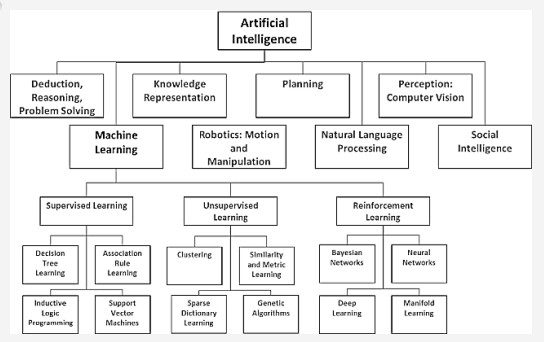 Artificial
Intelligence
Deduction,
Reasoning,
Problem Solving
Knowledge
Representation
Planning
Perception:
Computer Vision
Machine
Learning
Robotics: Motion
and
Manipulation
Natural Language
Processing
Social
Intelligence
Supervised Learning
Unsupervised
Learning
Reinforcement
Learning
Decision
Tree
Learning
Association
Rule
Learning
Clustering
Similarity
and Metric
Learning
Bayesian
Networks
Neural
Networks
Inductive
Logic
Programming
Support
Vector
Machines
Sparse
Dictionary
Learning
Genetic
Algorithms
Deep
Learning
Manifold
Learning